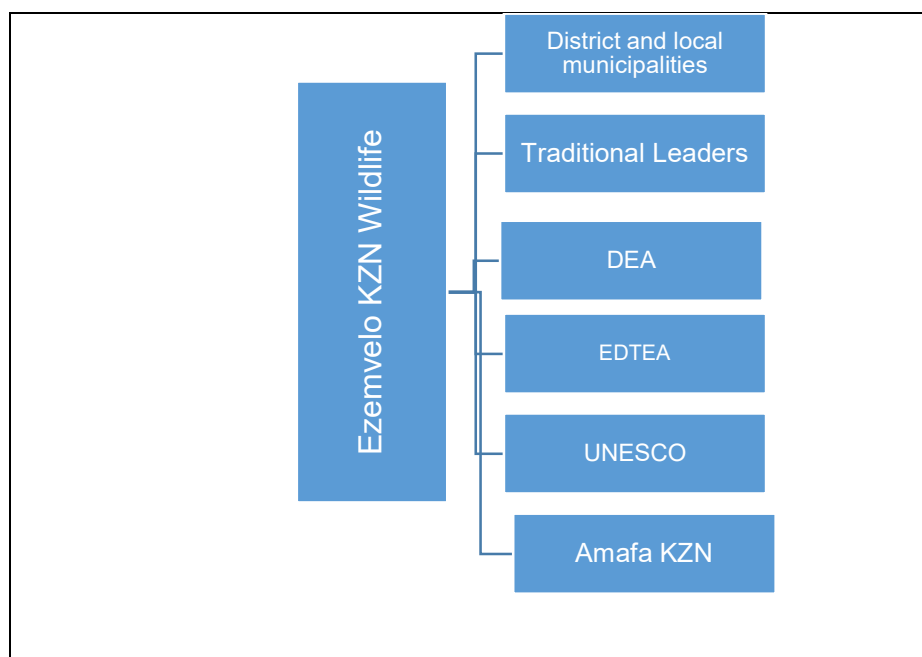 Ezemvelo KZN Wildlife
District and local
municipalities
Traditional Leaders
DEA
EDTEA
UNESCO
Amafa KZN